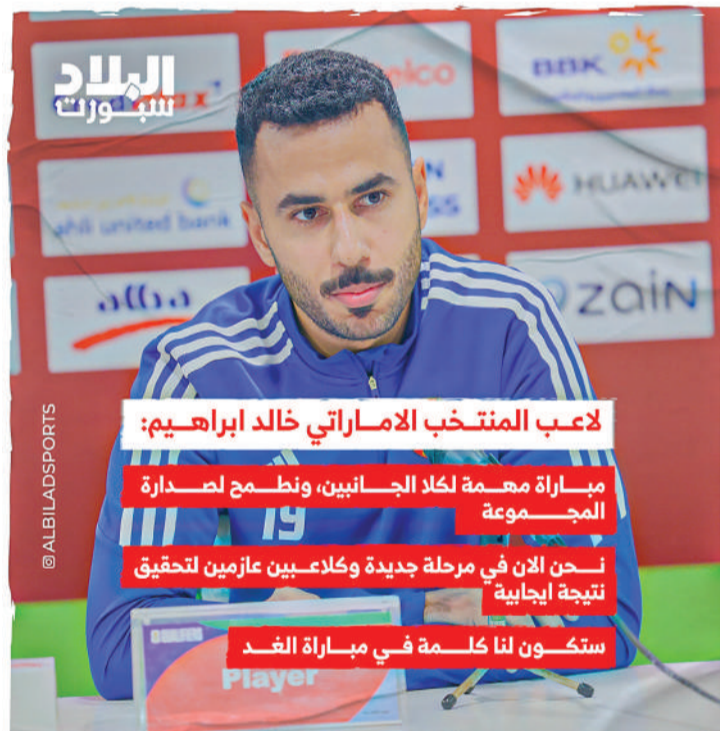 البلاد
سبورت
BBK
HUAWEI
ahli united bank
zain
alba
@ALBILADSPORTS
لاعب المنتخب الاماراتي خالد ابراهيم:
مباراة مهمة لكلا الجانبين، ونطمح لصدارة
المجموعة
19
نحن الان في مرحلة جديدة وكلاعبين عازمين لتحقيق
نتيجة ايجابية
ستكون لنا كلمة في مباراة الغد
Player